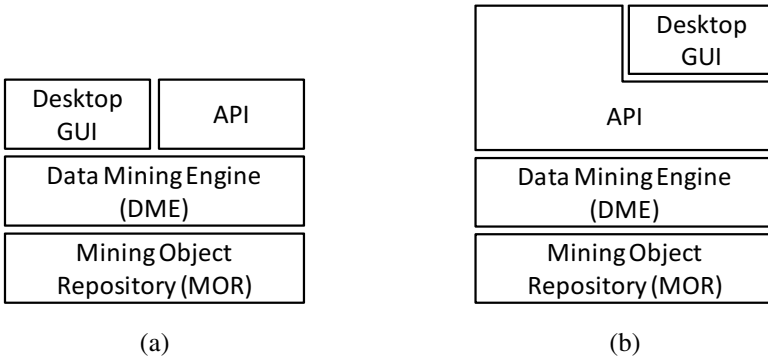 Desktop
GUI
API
Data Mining Engine
(DME)
Mining Object
Repository (MOR)
(a)
Desktop
GUI
API
Data Mining Engine
(DME)
Mining Object
Repository (MOR)
(b)